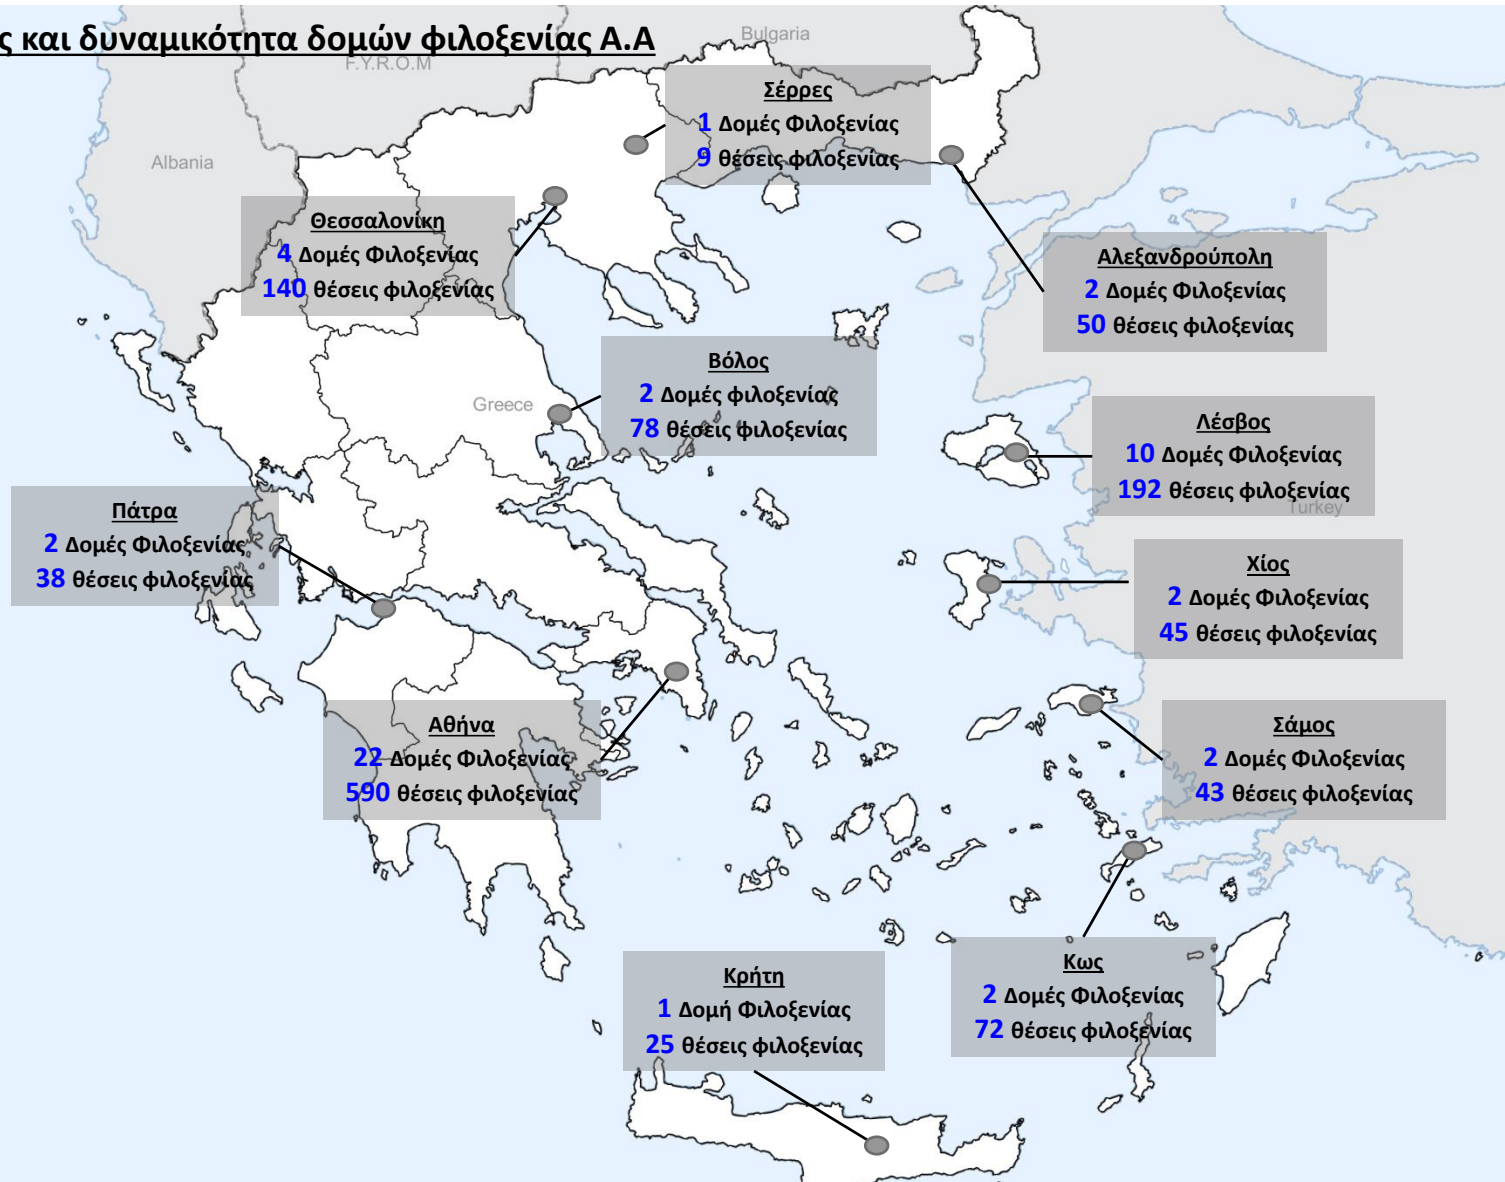 και δυναμικότητα δομών φιλοξενίας Α.Α
Bulgaria
F.Y.R.O.M
Albania
Σέρρες
1 Δομές Φιλοξενίας
9 θέσεις φιλοξενίας
Θεσσαλονίκη
4 Δομές Φιλοξενίας
140 θέσεις φιλοξενίας
Αλεξανδρούπολη
2 Δομές Φιλοξενίας
50 θέσεις φιλοξενίας
Βόλος
2 Δομές φιλοξενίας
78 θέσεις φιλοξενίας
Greece
Λέσβος
10 Δομές Φιλοξενίας
192 θέσεις φιλοξενίας
Turkey
Πάτρα
2 Δομές Φιλοξενίας
38 θέσεις φιλοξενίας
Χίος
2 Δομές Φιλοξενίας
45 θέσεις φιλοξενίας
Αθήνα
22 Δομές Φιλοξενίας
590 θέσεις φιλοξενίας
Σάμος
2 Δομές Φιλοξενίας
43 θέσεις φιλοξενίας
Κρήτη
1 Δομή Φιλοξενίας
25 θέσεις φιλοξενίας
Κως
2 Δομές Φιλοξενίας
72 θέσεις φιλοξενίας